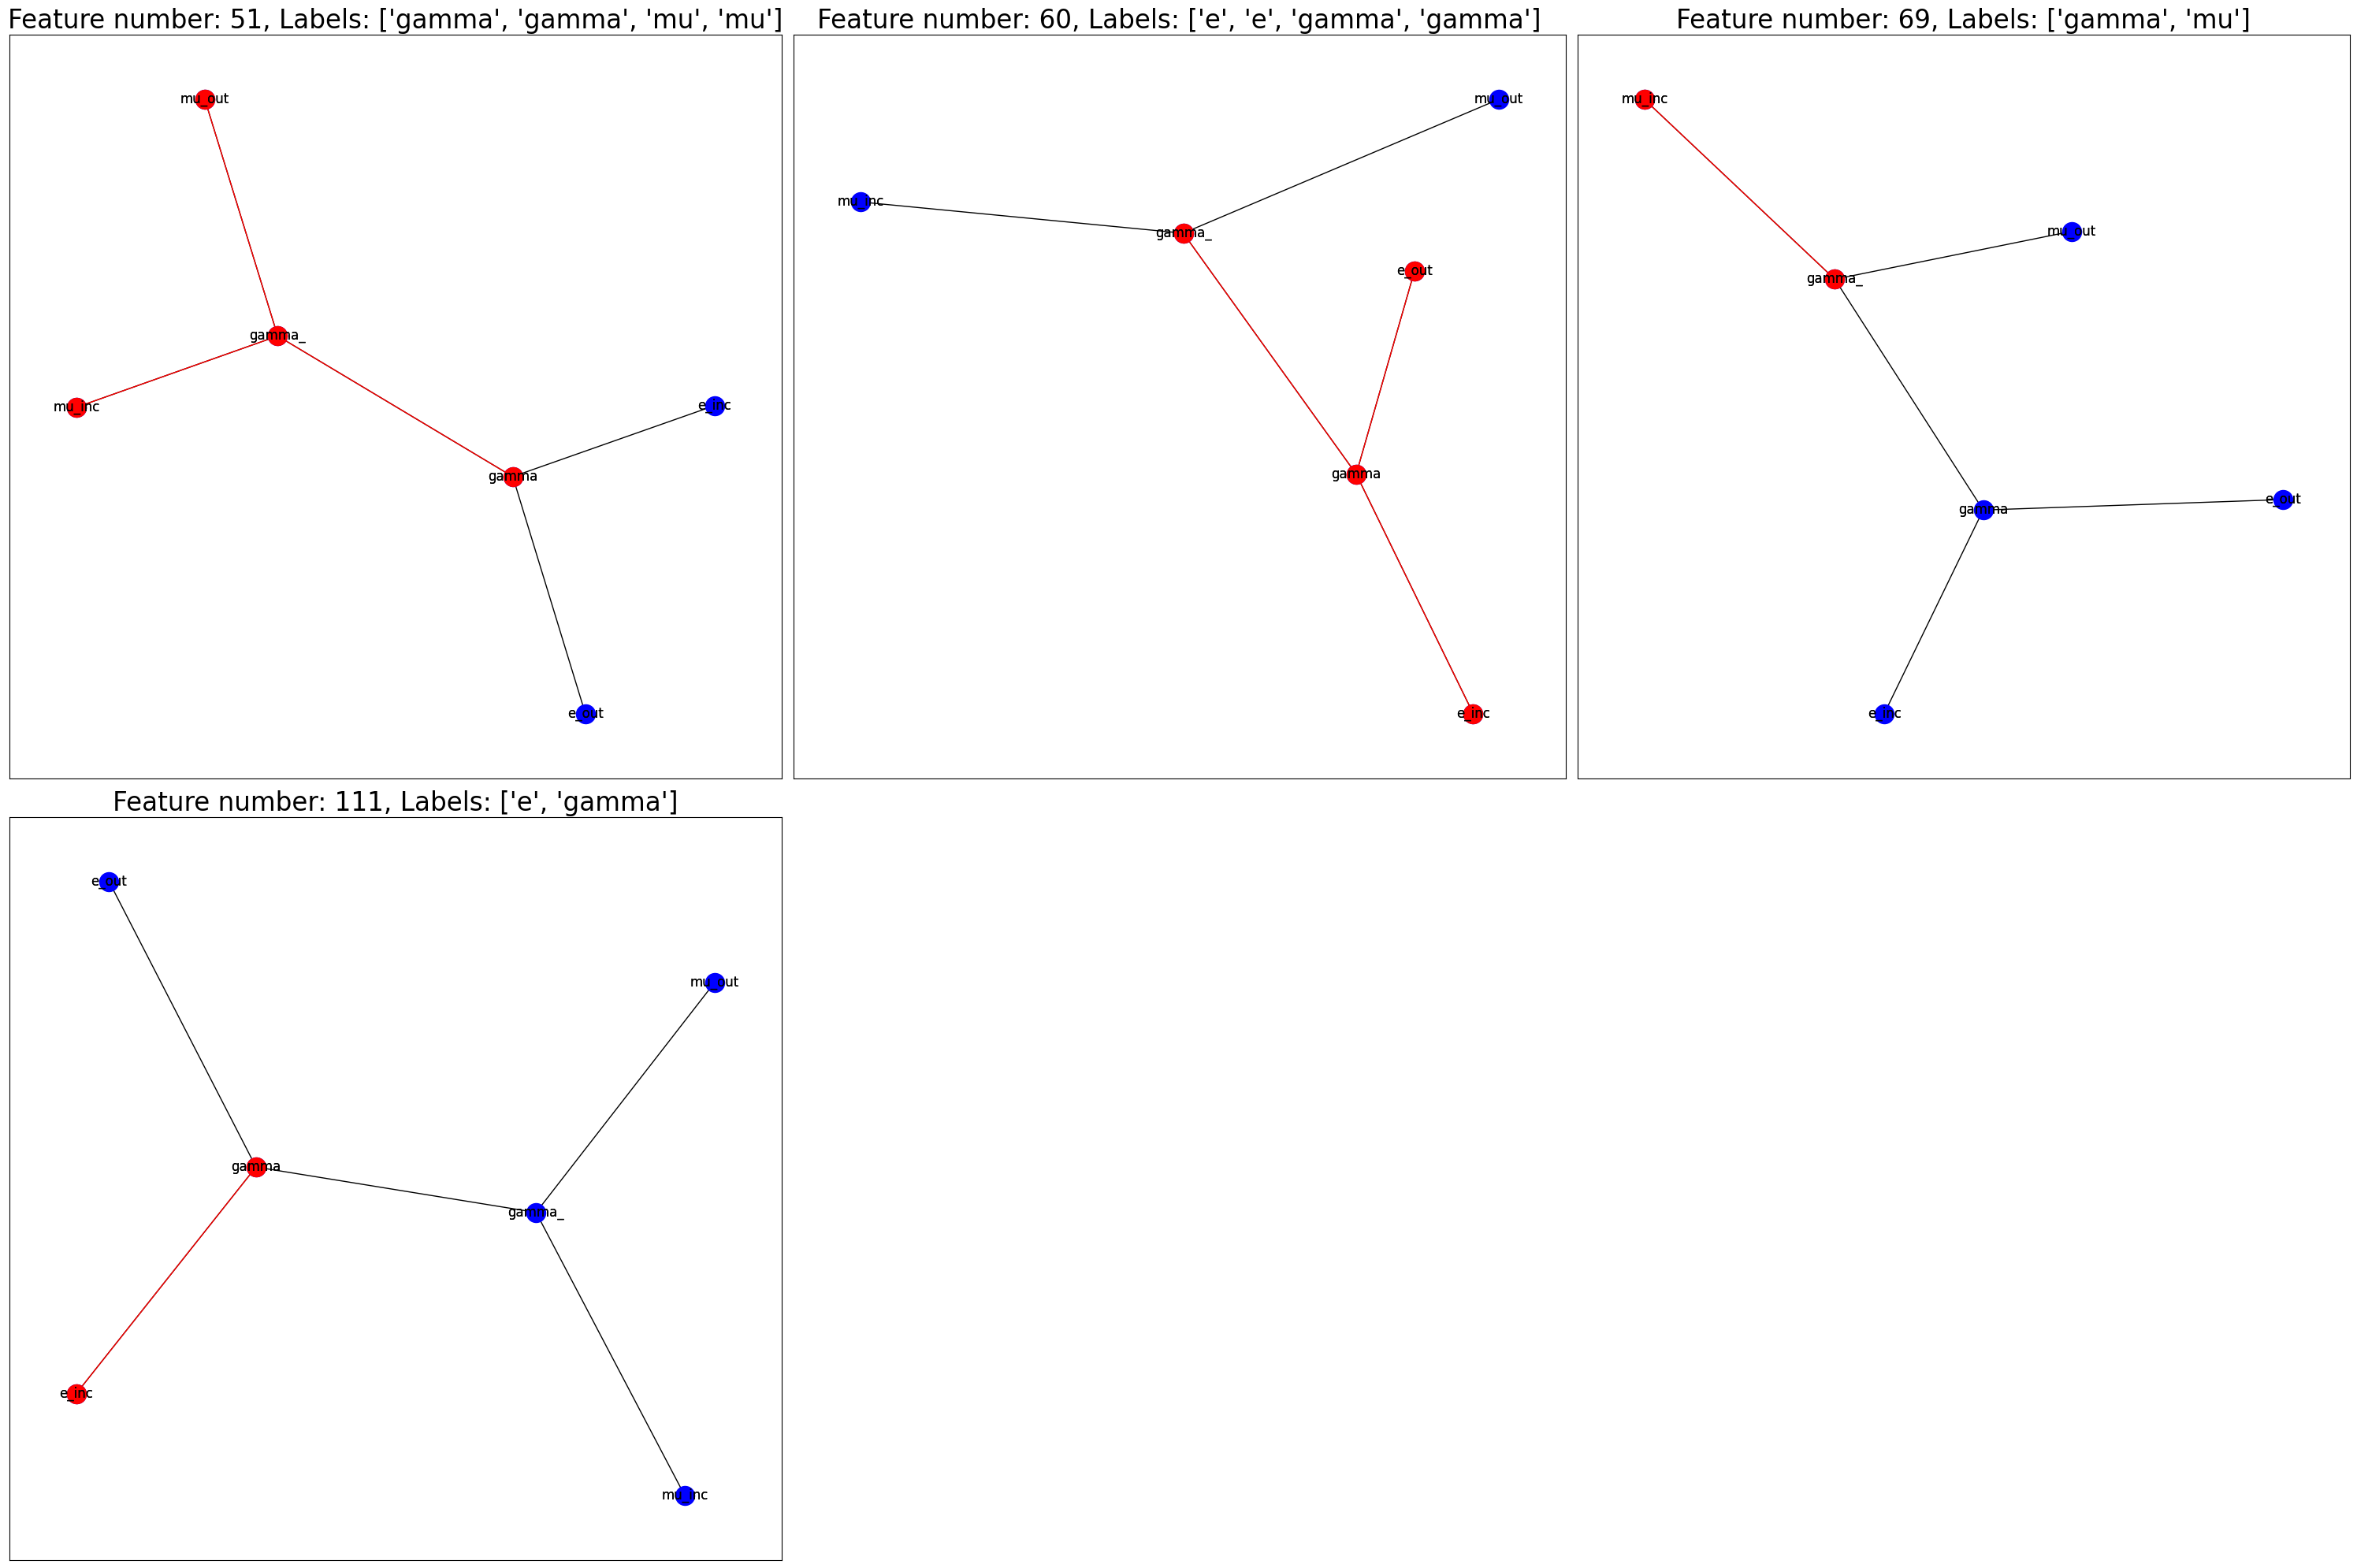 Feature number: 51, Labels: ['gamma', 'gamma', 'mu', 'mu']
mu_out
gamma_
mu_inc
e_inc
gamma
e_out
Feature number: 60, Labels: ['e', 'e', 'gamma', 'gamma']
mu_out
mu_inc
gamma_
e_out
gamma
e_inc
Feature number: 69, Labels: ['gamma', 'mu']
mu_inc
mu_out
gamma_
e_out
gamma
e_inc
Feature number: 111, Labels: ['e', 'gamma']
e_out
mu_out
gamma
gamma_
e_inc
mu_inc